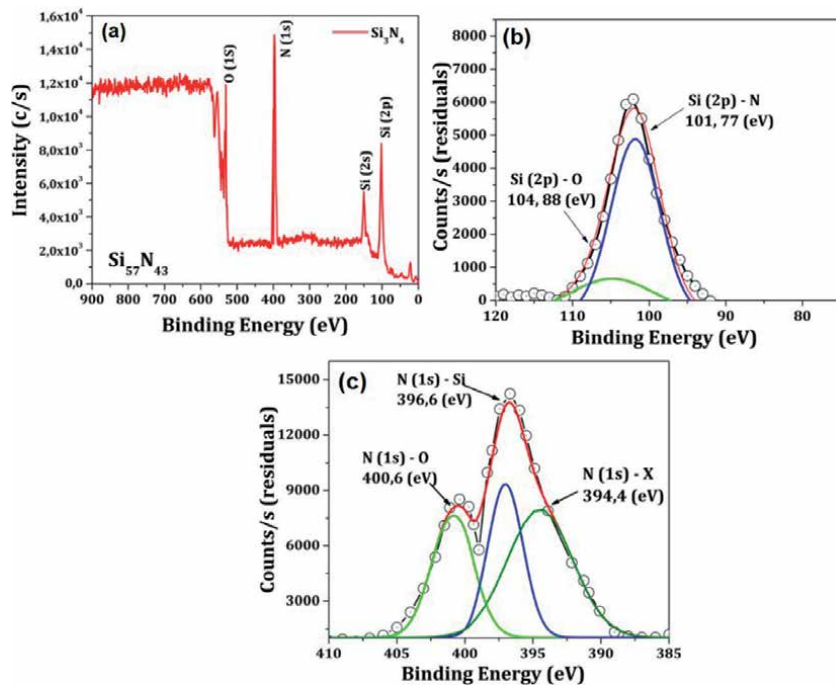 (a)
Si3N4
O (1S)
N (1s)
Si (2s)
Si (2p)
Si57N43
Intensity (c/s)
1,6x10⁴
1,4x10⁴
1,2x10⁴
1,0x10⁴
8,0x10³
6,0x10³
4,0x10³
2,0x10³
0,0
900 800 700 600 500 400 300 200 100 0
Binding Energy (eV)
(b)
Si (2p) - N
101, 77 (eV)
Si (2p) - O
104, 88 (eV)
Counts/s (residuals)
8000
7000
6000
5000
4000
3000
2000
1000
0
120 110 100 90 80
Binding Energy (eV)
(c)
N (1s) - Si
396,6 (eV)
N (1s) - O
400,6 (eV)
N (1s) - X
394,4 (eV)
Counts/s (residuals)
15000
12000
9000
6000
3000
410 405 400 395 390 385
Binding Energy (eV)